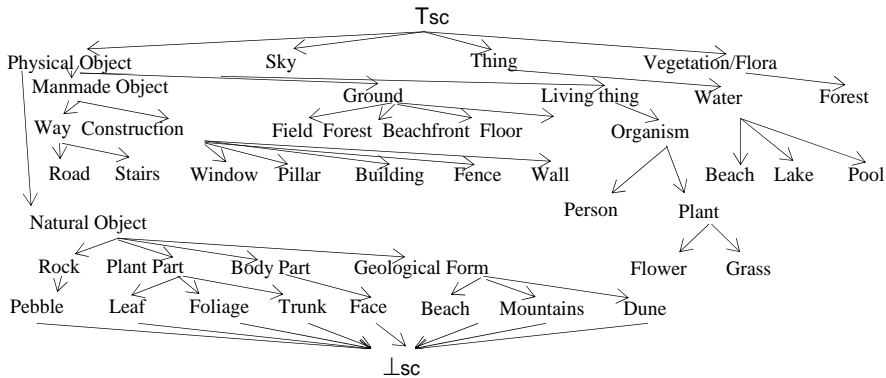 Tsc
Physical Object Sky Thing Vegetation/Flora
Manmade Object Ground Living thing Water Forest
Way Construction Field Forest Beachfront Floor Organism
Road Stairs Window Pillar Building Fence Wall Beach Lake Pool
Person Plant
Natural Object
Rock Plant Part Body Part Geological Form Flower Grass
Pebble Leaf Foliage Trunk Face Beach Mountains Dune
⊥sc